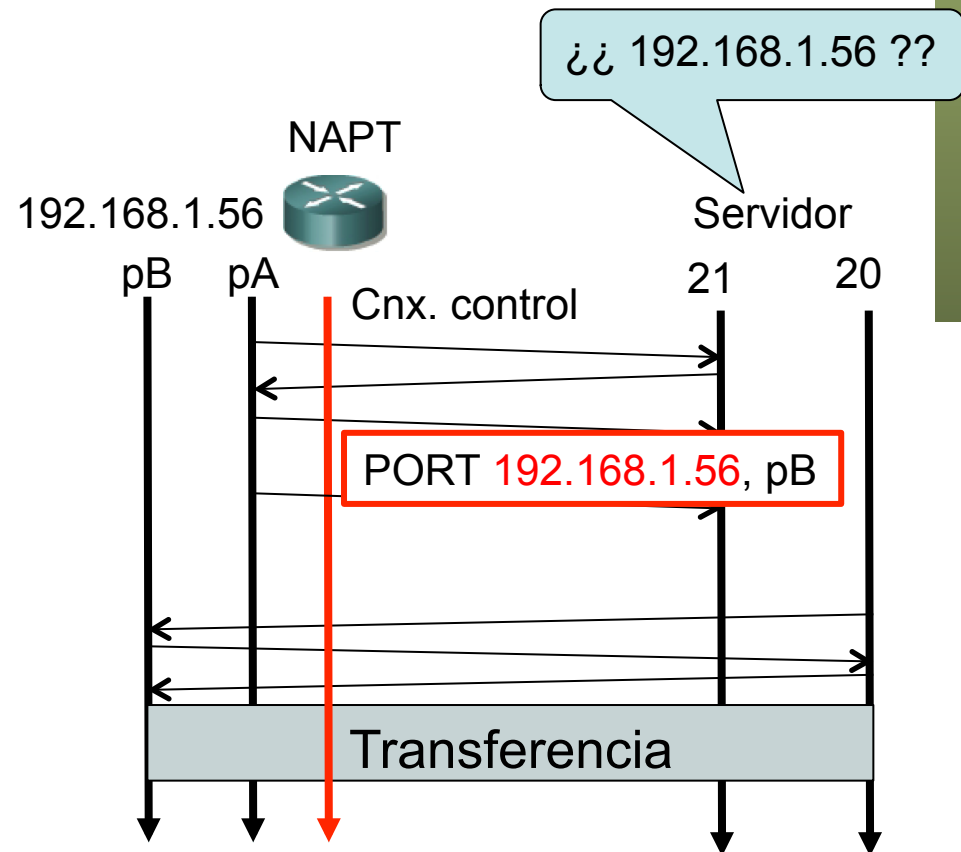 ¿¿ 192.168.1.56 ??
NAPT
192.168.1.56
Servidor
pB
pA
21
20
Cnx. control
PORT 192.168.1.56, pB
Transferencia